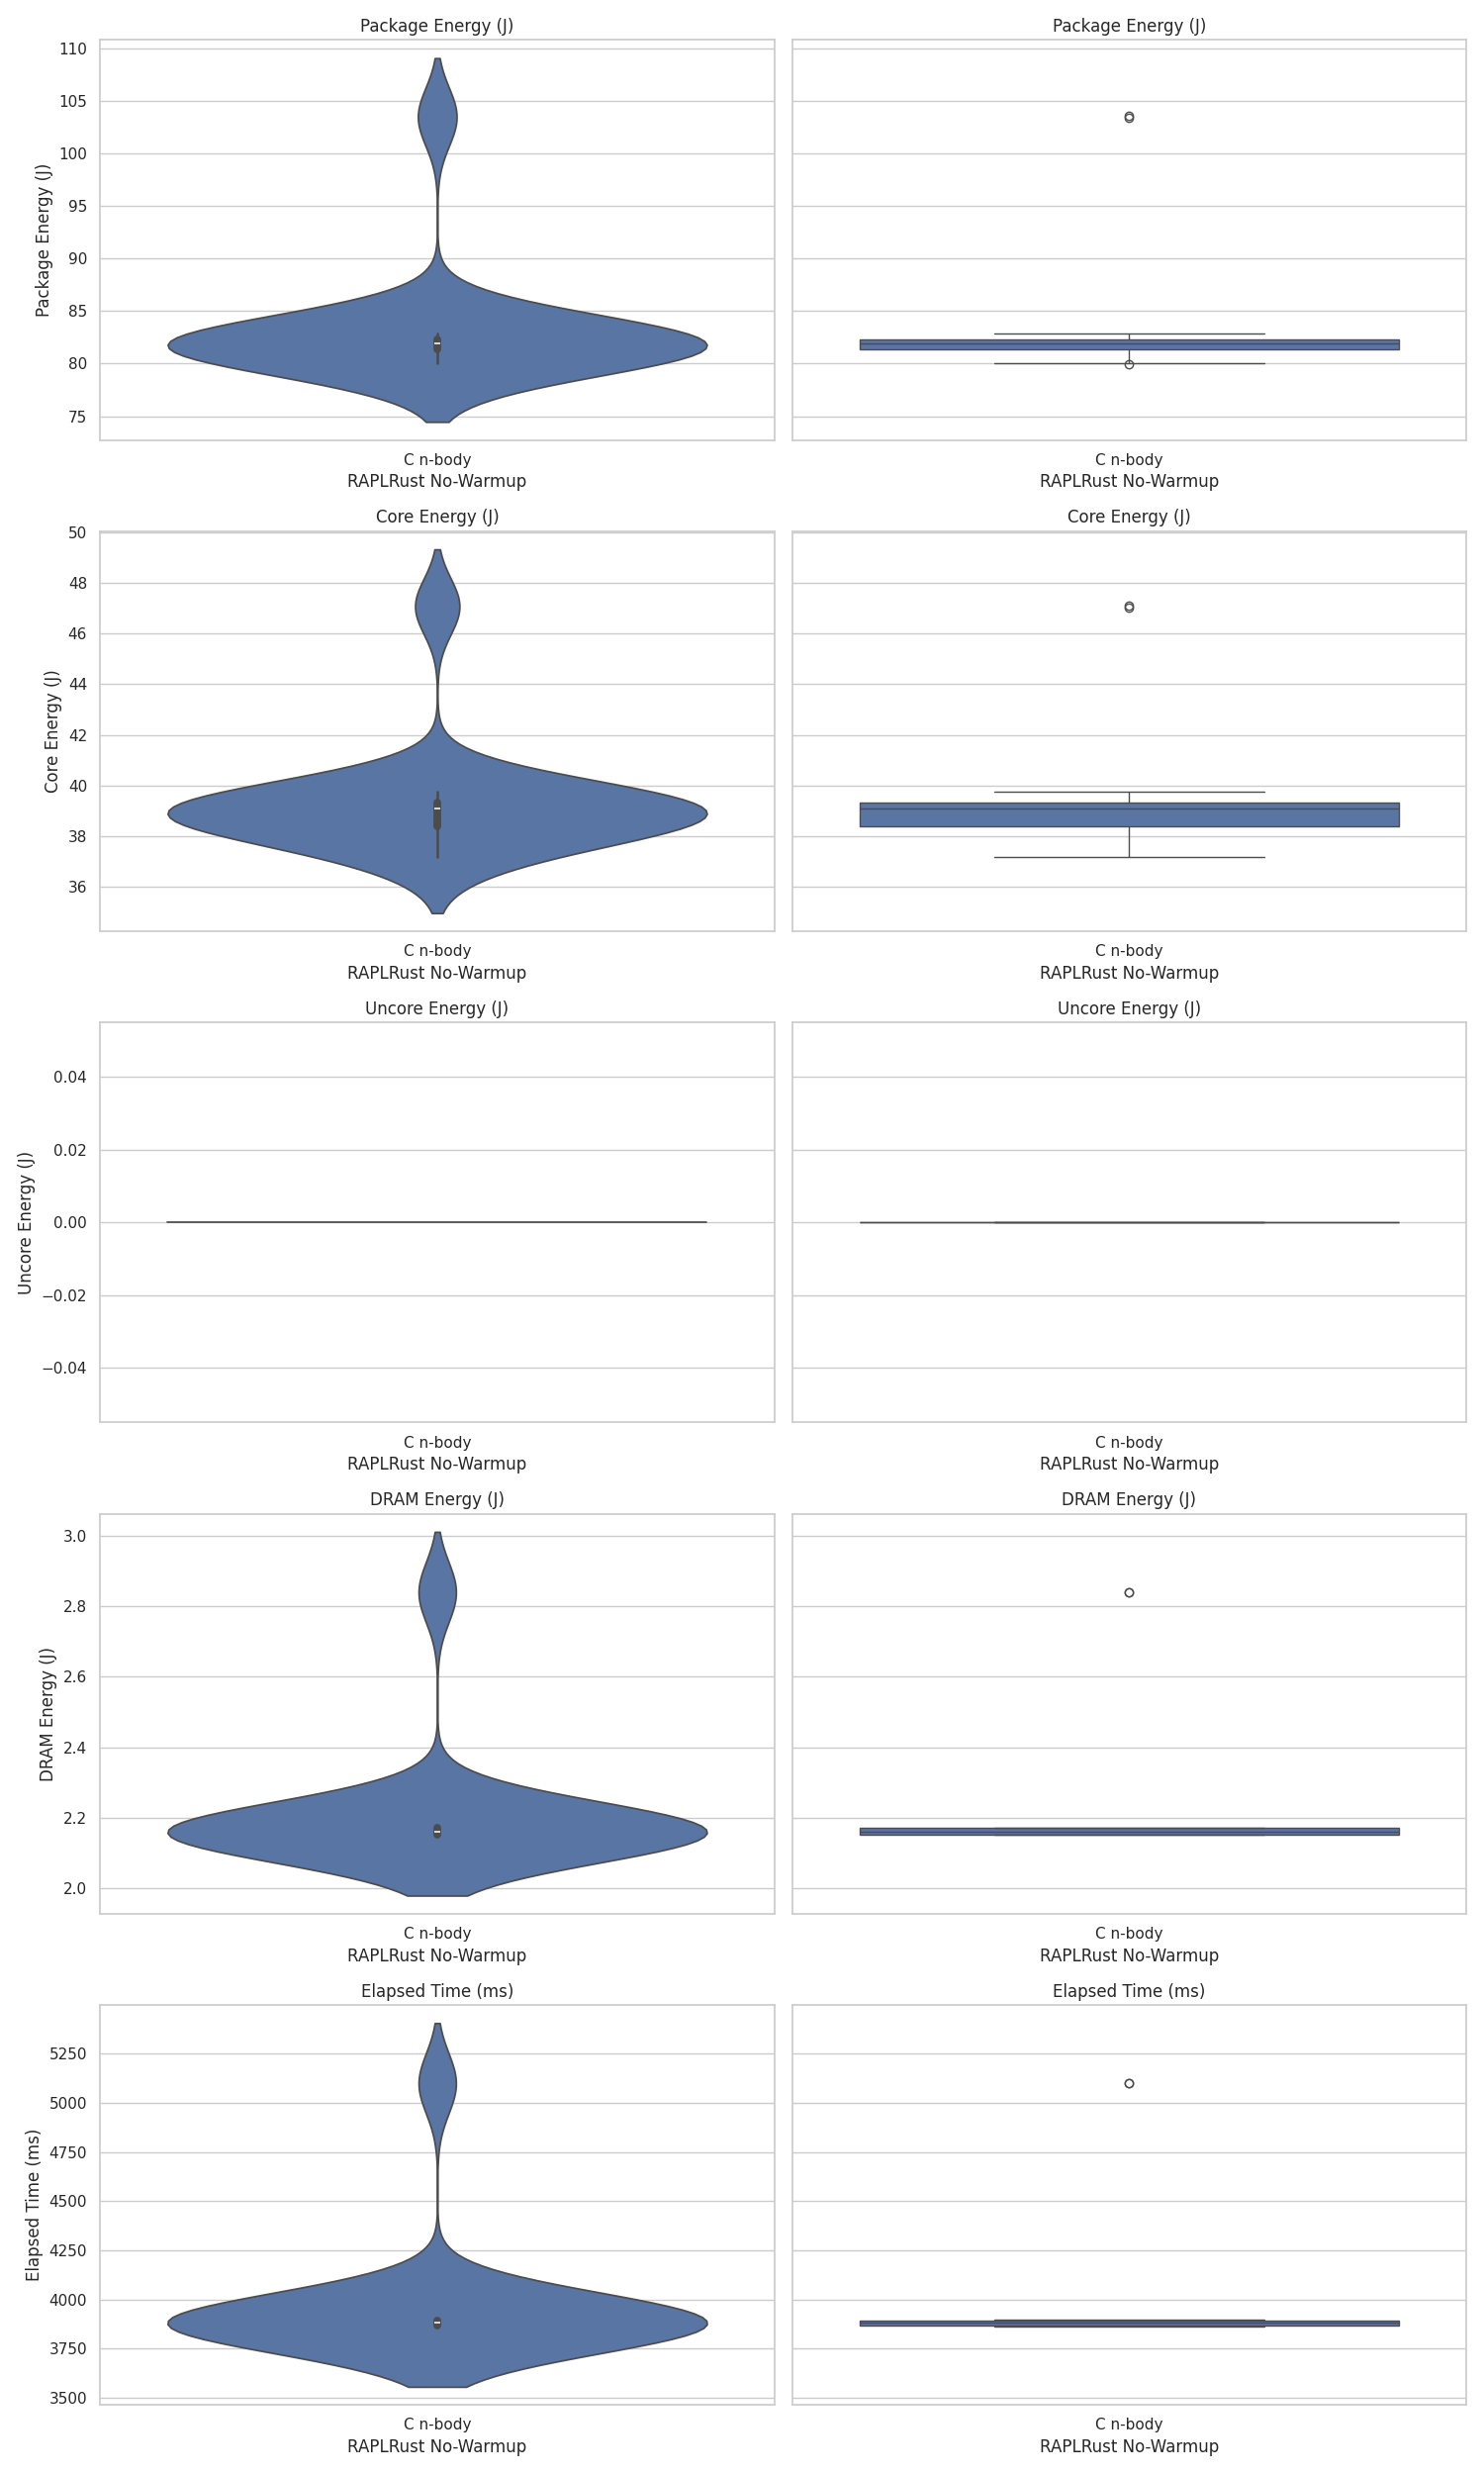 Package Energy (J)
Package Energy (J)
110
105
100
95
90
85
80
75
Package Energy (J)
C n-body
C n-body
RAPLRust No-Warmup
RAPLRust No-Warmup
Core Energy (J)
Core Energy (J)
50
48
46
44
42
40
38
36
Core Energy (J)
C n-body
C n-body
RAPLRust No-Warmup
RAPLRust No-Warmup
Uncore Energy (J)
Uncore Energy (J)
0.04
0.02
0.00
−0.02
−0.04
Uncore Energy (J)
C n-body
C n-body
RAPLRust No-Warmup
RAPLRust No-Warmup
DRAM Energy (J)
DRAM Energy (J)
3.0
2.8
2.6
2.4
2.2
2.0
DRAM Energy (J)
C n-body
C n-body
RAPLRust No-Warmup
RAPLRust No-Warmup
Elapsed Time (ms)
Elapsed Time (ms)
5250
5000
4750
4500
4250
4000
3750
3500
Elapsed Time (ms)
C n-body
C n-body
RAPLRust No-Warmup
RAPLRust No-Warmup